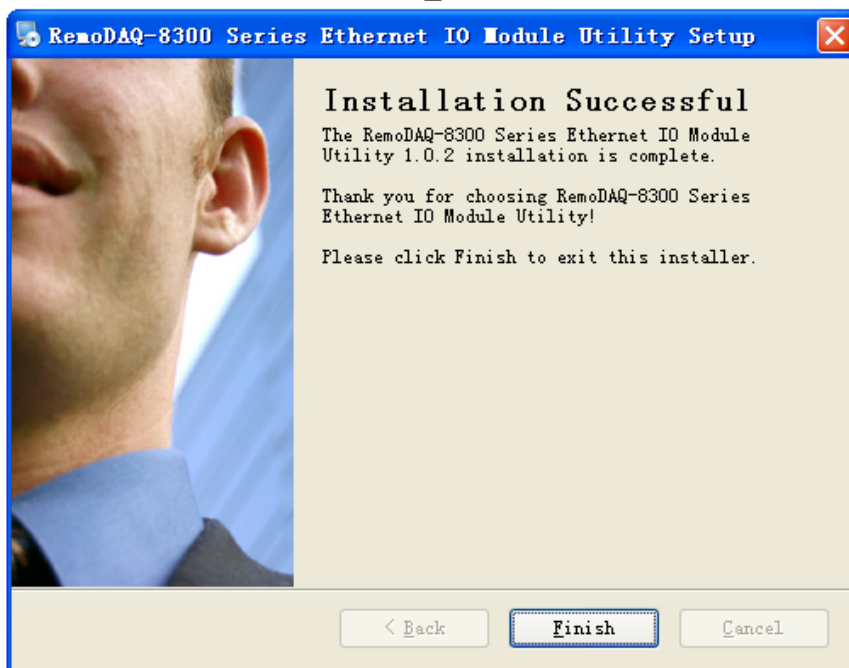 RemoDAQ-8300 Series Ethernet IO Module Utility Setup
Installation Successful
The RemoDAQ-8300 Series Ethernet IO Module
Utility 1.0.2 installation is complete.
Thank you for choosing RemoDAQ-8300 Series
Ethernet IO Module Utility!
Please click Finish to exit this installer.
< Back
Finish
Cancel